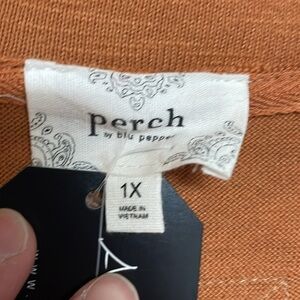 perch
by blu pepper
1X
MADE IN
VIETNAM